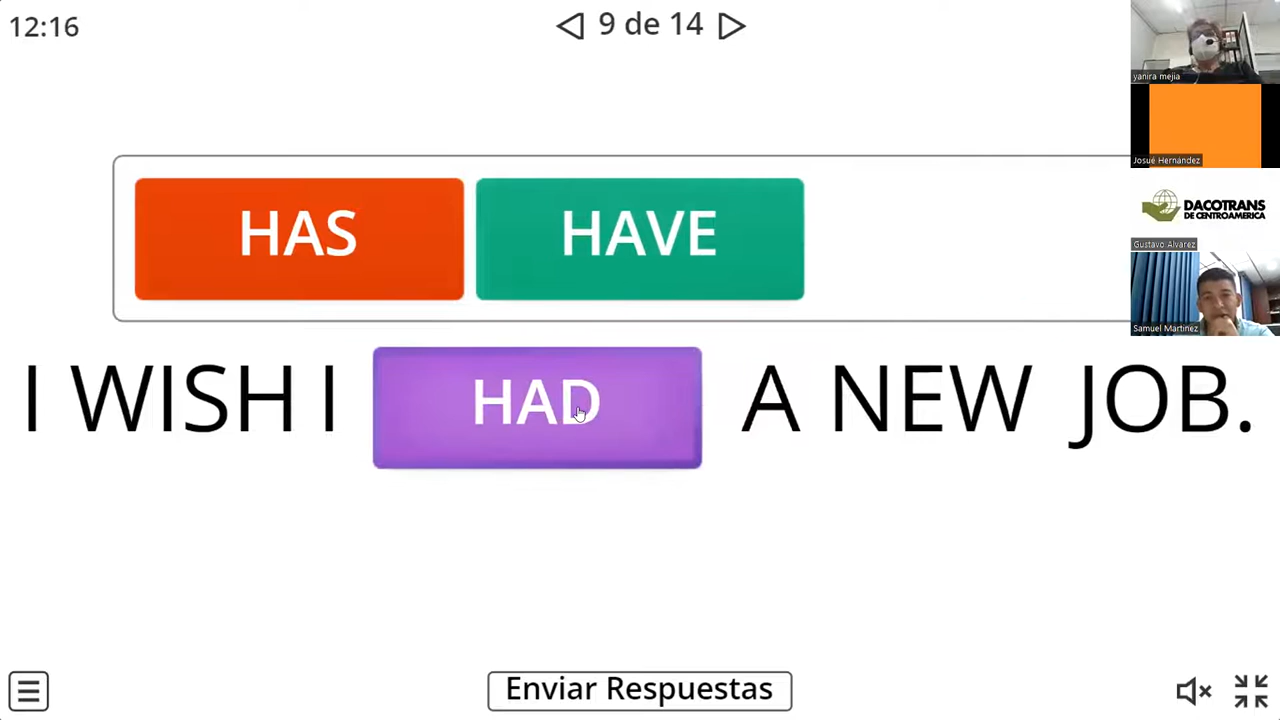 12:16
9 de 14
yanira mejia
Josué Hernández
DACOTRANS
DE CENTROAMERICA
Gustavo Alvarez
Samuel Martinez
HAS
HAVE
I WISH I HAD A NEW JOB.
Enviar Respuestas